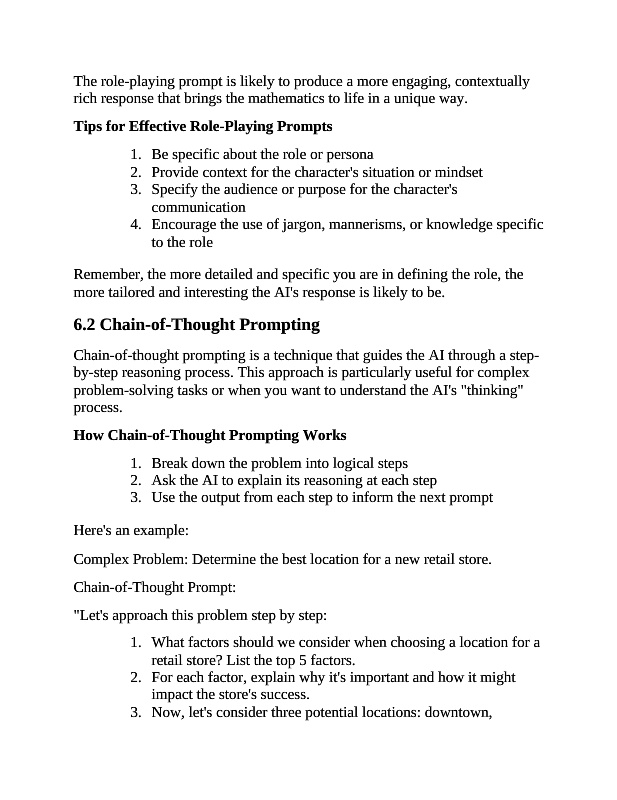 The role-playing prompt is likely to produce a more engaging, contextually
rich response that brings the mathematics to life in a unique way.
Tips for Effective Role-Playing Prompts
1. Be specific about the role or persona
2. Provide context for the character's situation or mindset
3. Specify the audience or purpose for the character's
communication
4. Encourage the use of jargon, mannerisms, or knowledge specific
to the role
Remember, the more detailed and specific you are in defining the role, the
more tailored and interesting the AI's response is likely to be.
6.2 Chain-of-Thought Prompting
Chain-of-thought prompting is a technique that guides the AI through a step-
by-step reasoning process. This approach is particularly useful for complex
problem-solving tasks or when you want to understand the AI's "thinking"
process.
How Chain-of-Thought Prompting Works
1. Break down the problem into logical steps
2. Ask the AI to explain its reasoning at each step
3. Use the output from each step to inform the next prompt
Here's an example:
Complex Problem: Determine the best location for a new retail store.
Chain-of-Thought Prompt:
"Let's approach this problem step by step:
1. What factors should we consider when choosing a location for a
retail store? List the top 5 factors.
2. For each factor, explain why it's important and how it might
impact the store's success.
3. Now, let's consider three potential locations: downtown,